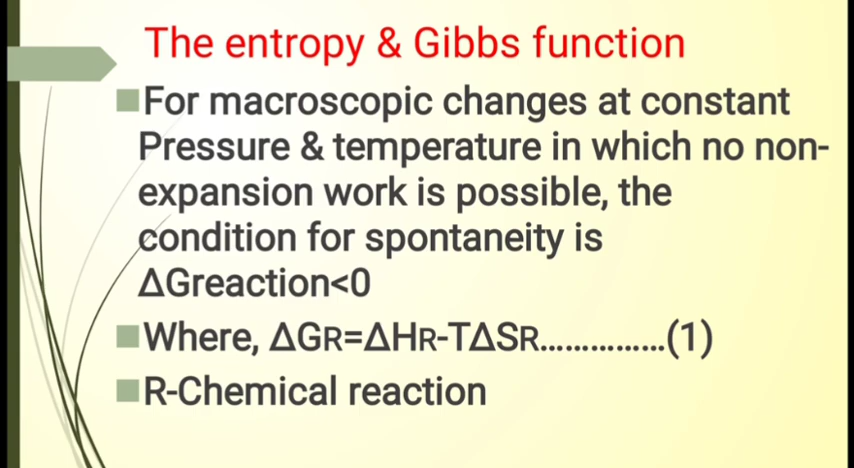 The entropy & Gibbs function
For macroscopic changes at constant
Pressure & temperature in which no non-
expansion work is possible, the
condition for spontaneity is
ΔGreaction<0
Where, ΔGR=ΔHR-TΔSR...............(1)
R-Chemical reaction